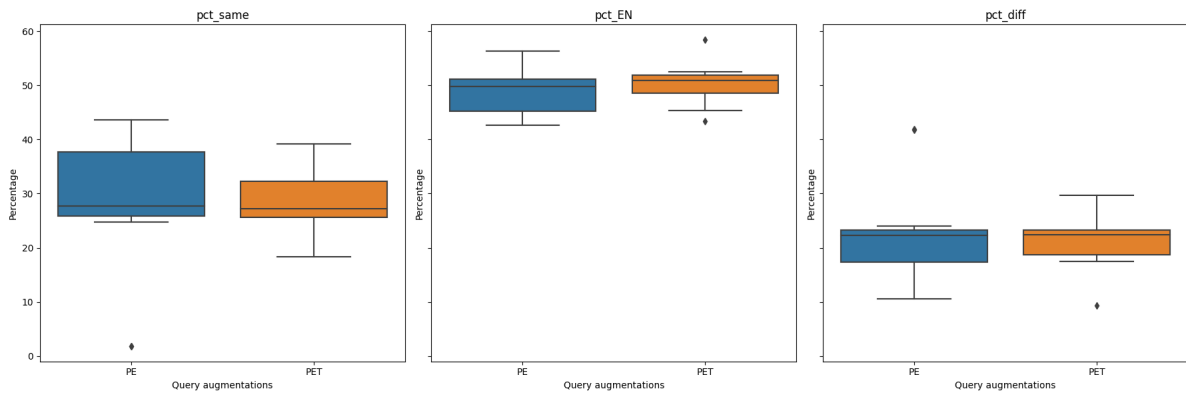 pct_same
60
50
40
30
20
10
0
Percentage
PE
PET
Query augmentations
pct_EN
Percentage
PE
PET
Query augmentations
pct_diff
Percentage
PE
PET
Query augmentations